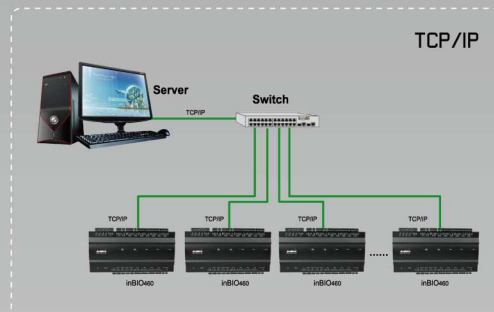 TCP/IP
Server
Switch
TCP/IP
TCP/IP
TCP/IP
TCP/IP
TCP/IP
......
inBIO460
inBIO460
inBIO460
inBIO460